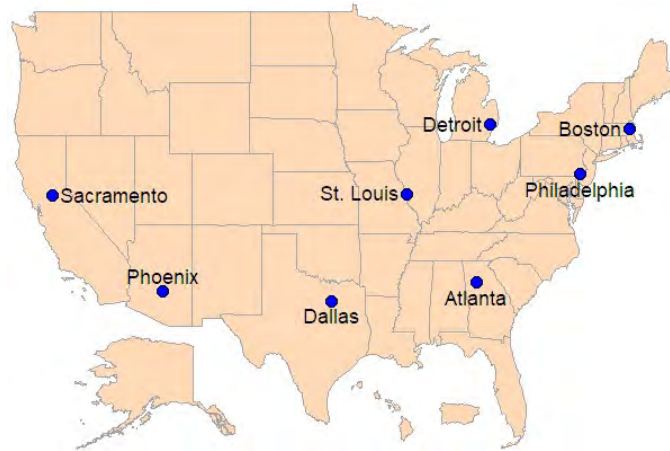 Detroit
Boston
Philadelphia
Sacramento
St. Louis
Phoenix
Dallas
Atlanta